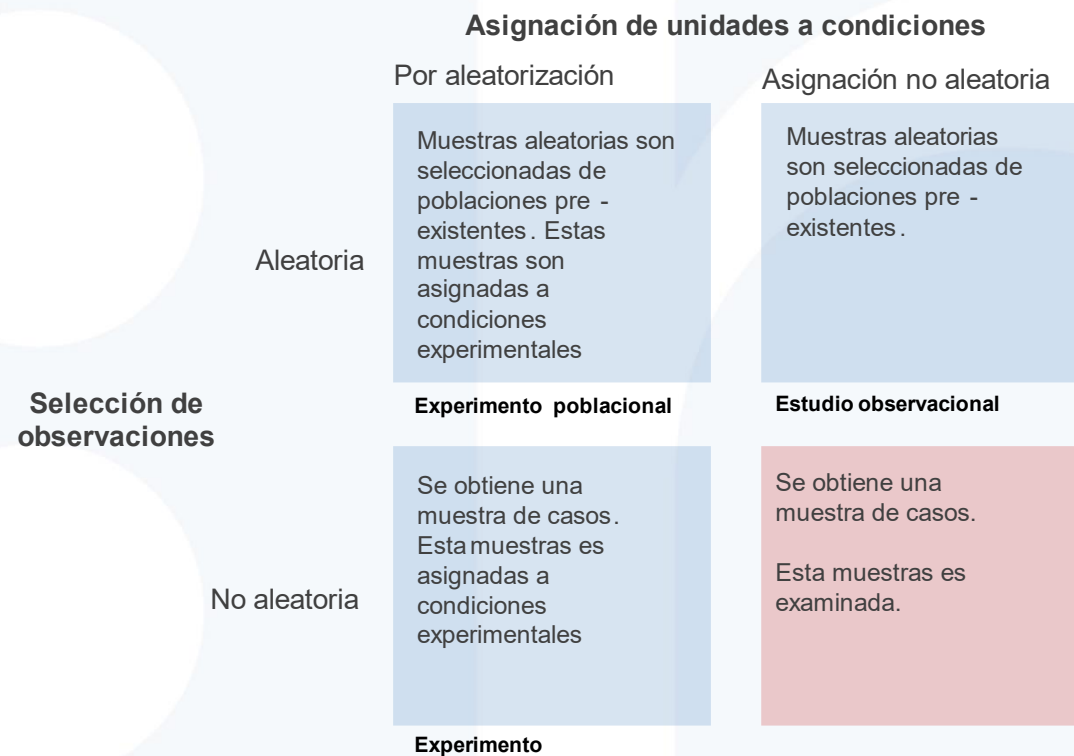 Asignación de unidades a condiciones
Por aleatorización
Asignación no aleatoria
Selección de
observaciones
Aleatoria
Muestras aleatorias son
seleccionadas de
poblaciones pre -
existentes. Estas
muestras son
asignadas a
condiciones
experimentales
Experimento poblacional
Muestras aleatorias
son seleccionadas de
poblaciones pre -
existentes.
Estudio observacional
No aleatoria
Se obtiene una
muestra de casos.
Esta muestras es
asignadas a
condiciones
experimentales
Experimento
Se obtiene una
muestra de casos.
Esta muestras es
examinada.